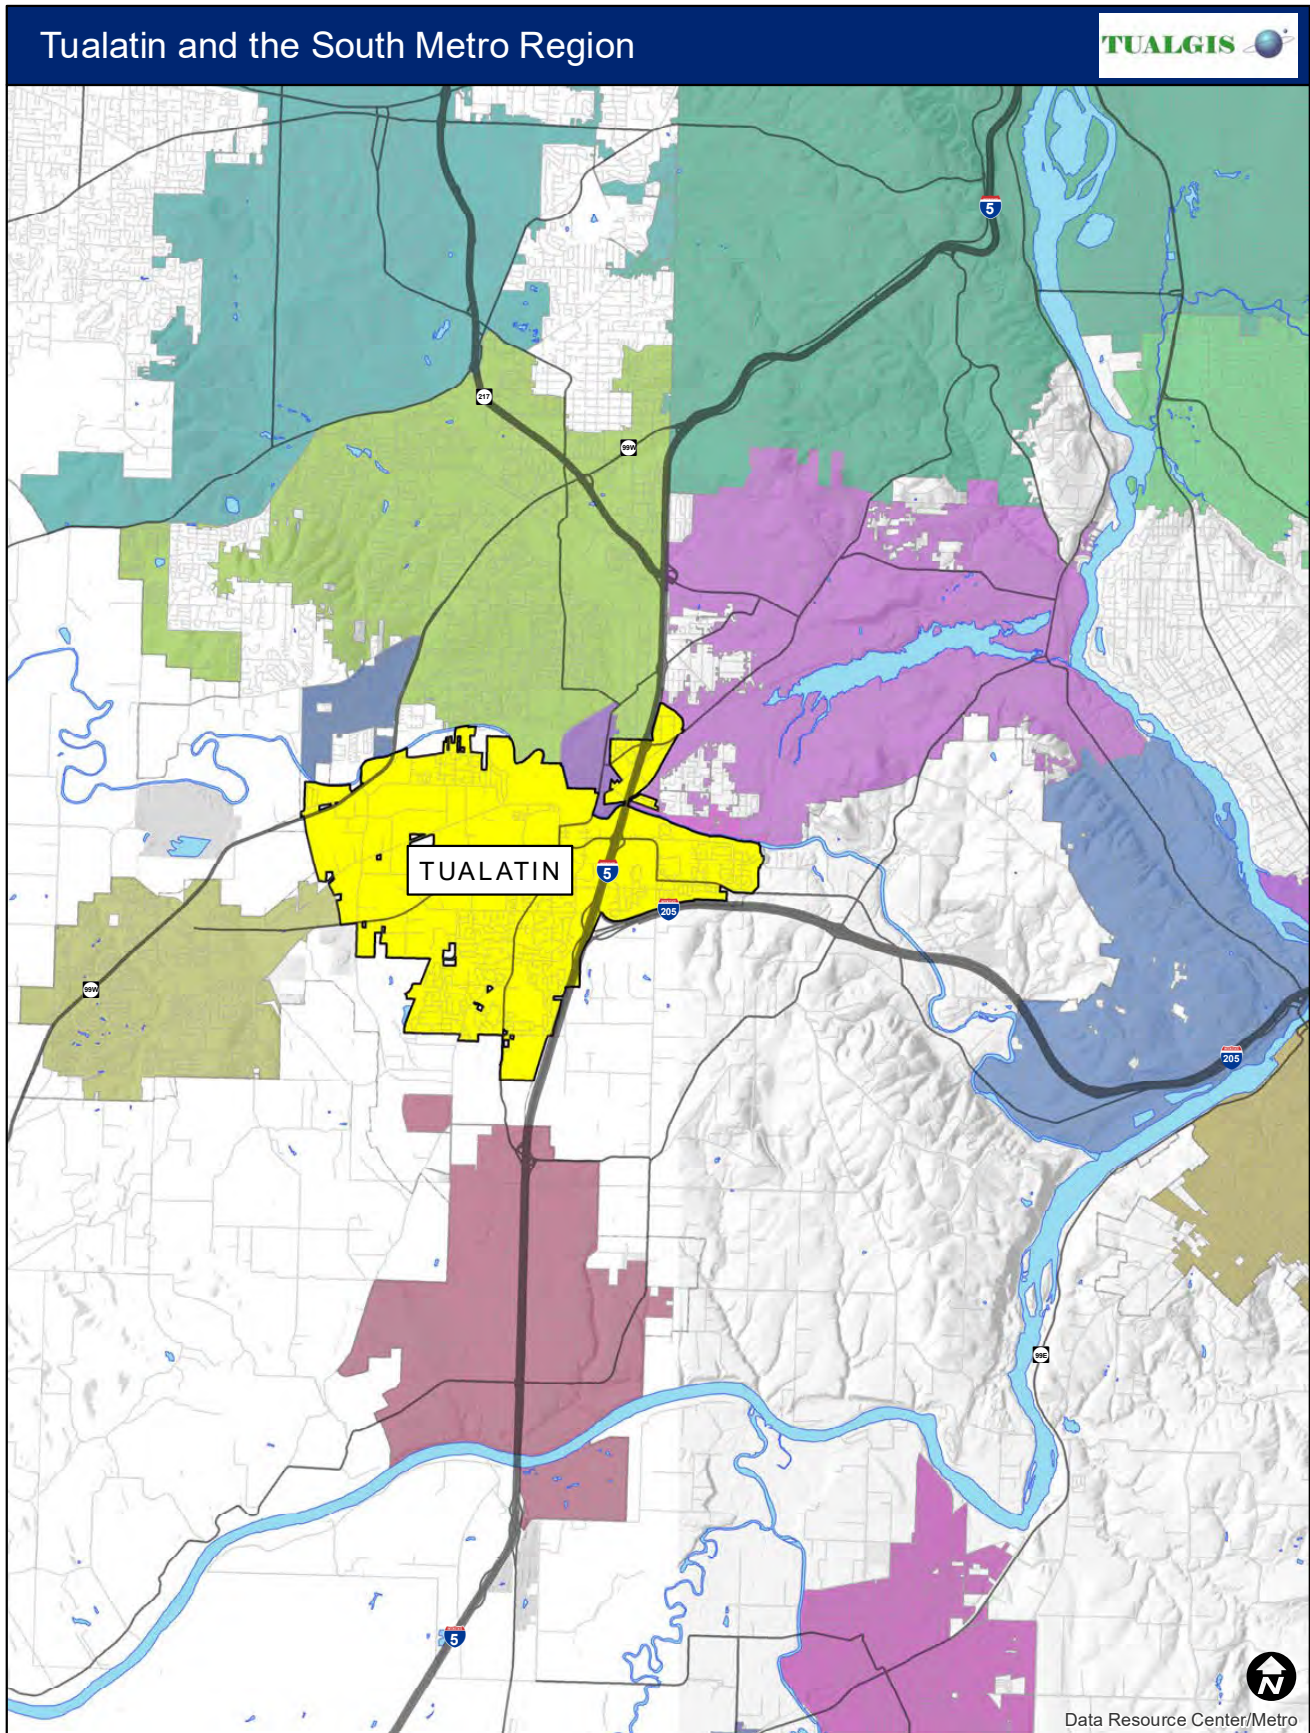 Tualatin and the South Metro Region
TUALGIS
5
217
99W
TUALATIN
5
205
99W
205
99E
5
N
Data Resource Center/Metro